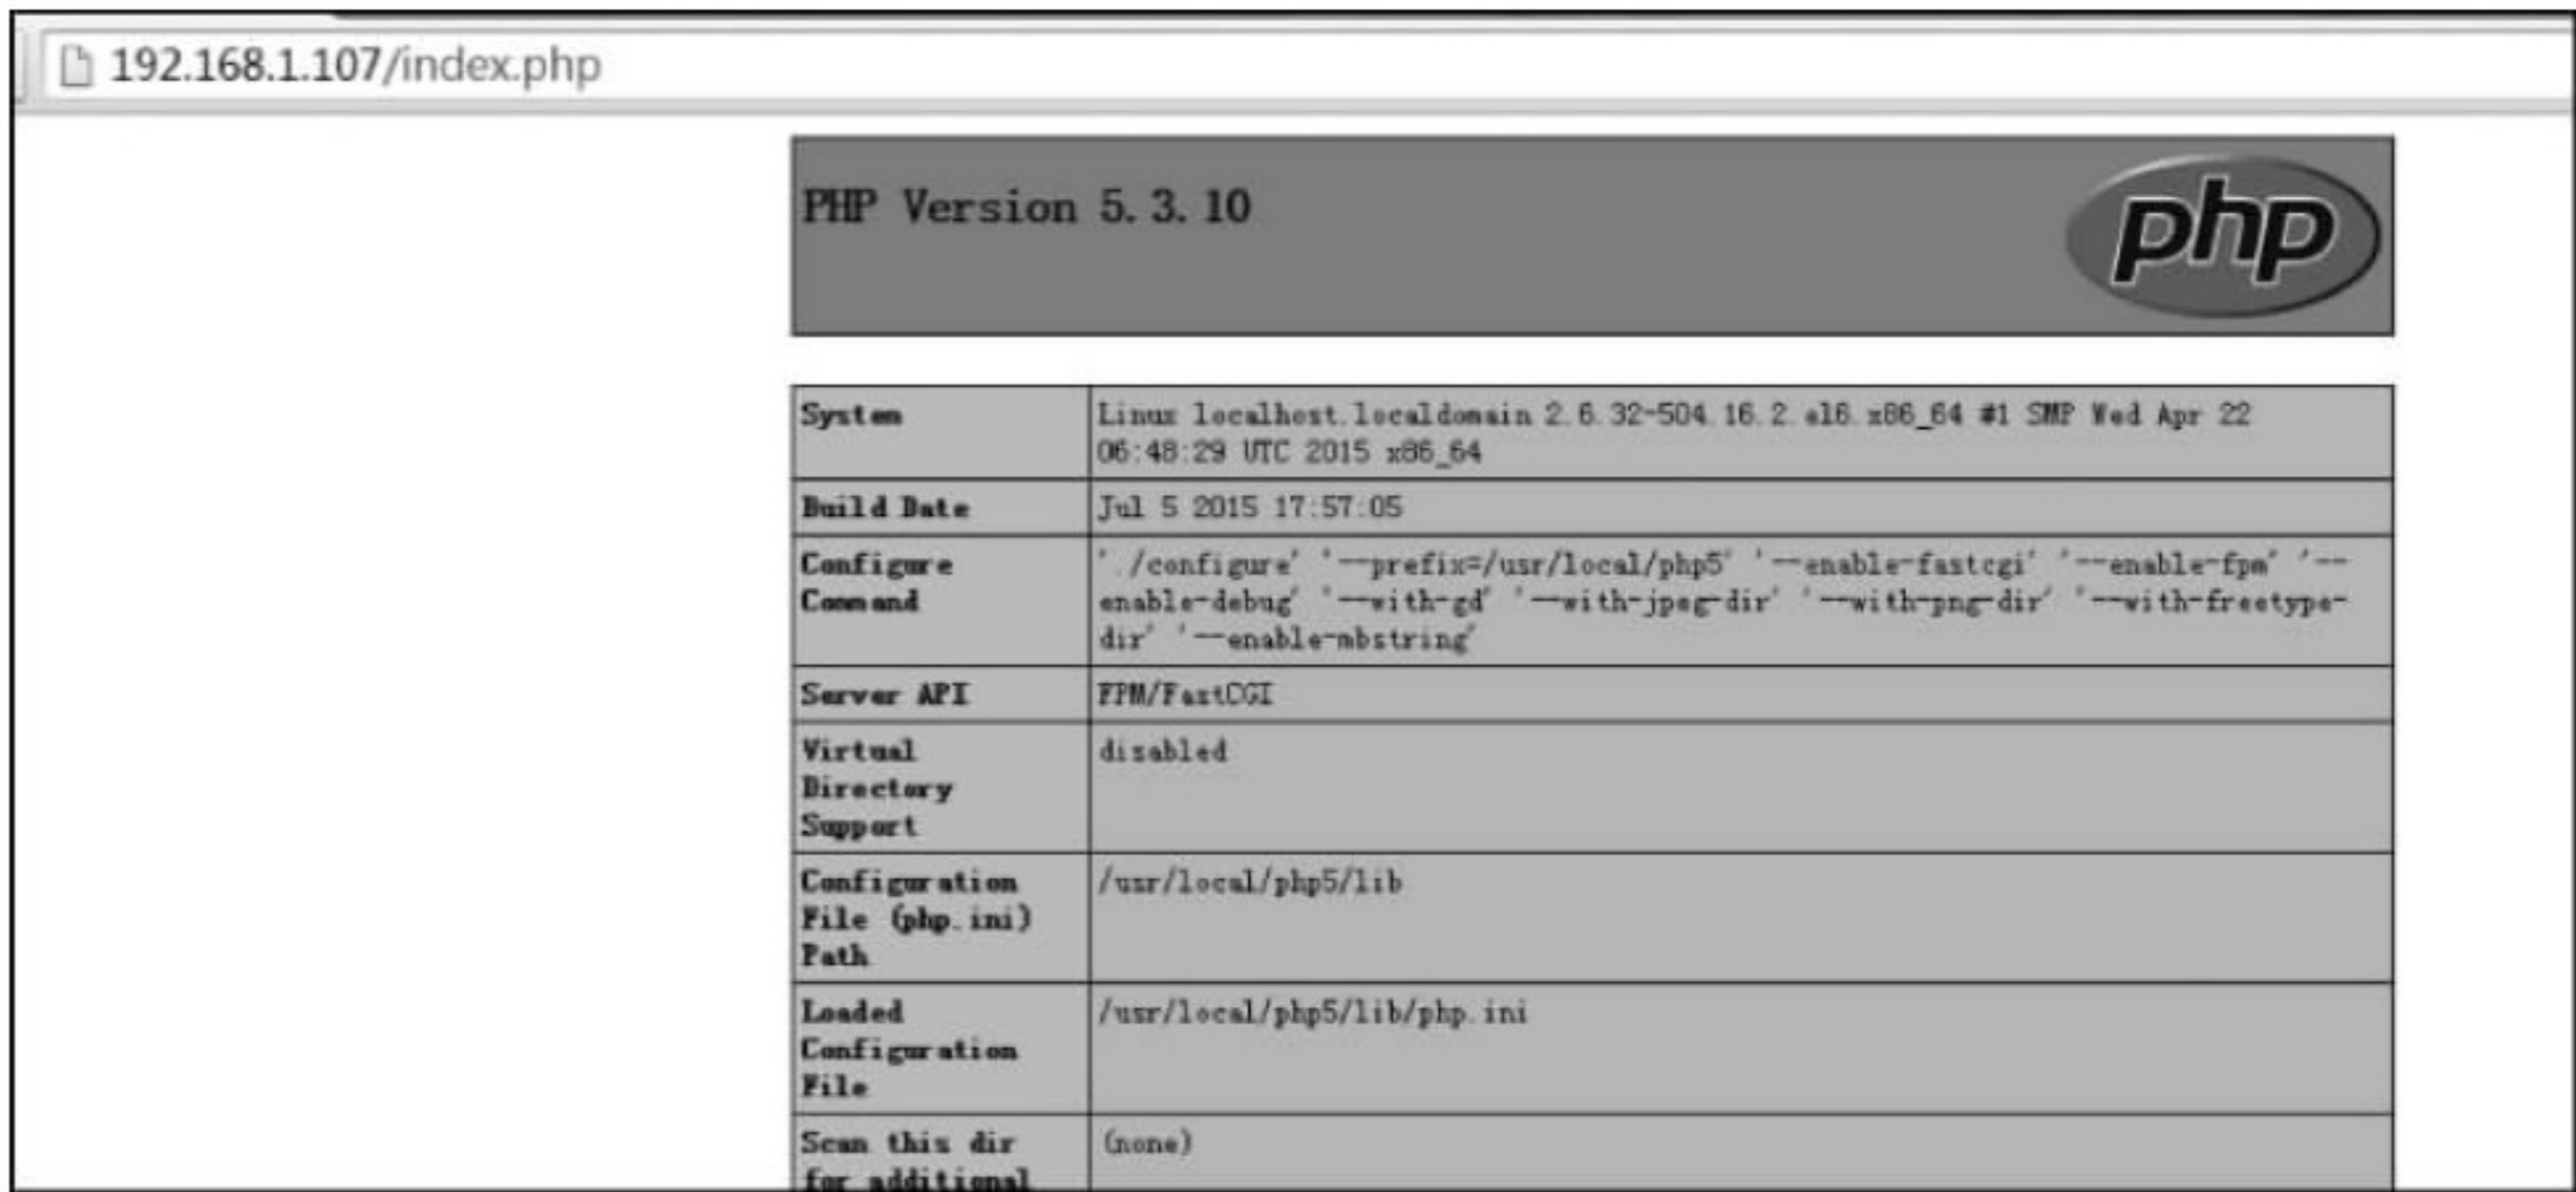 192.168.1.107/index.php
PHP Version 5.3.10
php
System
Linux localhost.localdomain 2.6.32-504.16.2.el6.x86_64 #1 SMP Wed Apr 22
06:48:29 UTC 2015 x86_64
Build Date
Jul 5 2015 17:57:05
Configure
Command
'./configure' '--prefix=/usr/local/php5' '--enable-fastcgi' '--enable-fpm' '--
enable-debug' '--with-gd' '--with-jpeg-dir' '--with-png-dir' '--with-freetype-
dir' '--enable-mbstring'
Server API
FPM/FastCGI
Virtual
Directory
Support
disabled
Configuration
File (php.ini)
Path
/usr/local/php5/lib
Loaded
Configuration
File
/usr/local/php5/lib/php.ini
Scan this dir
for additional
(none)